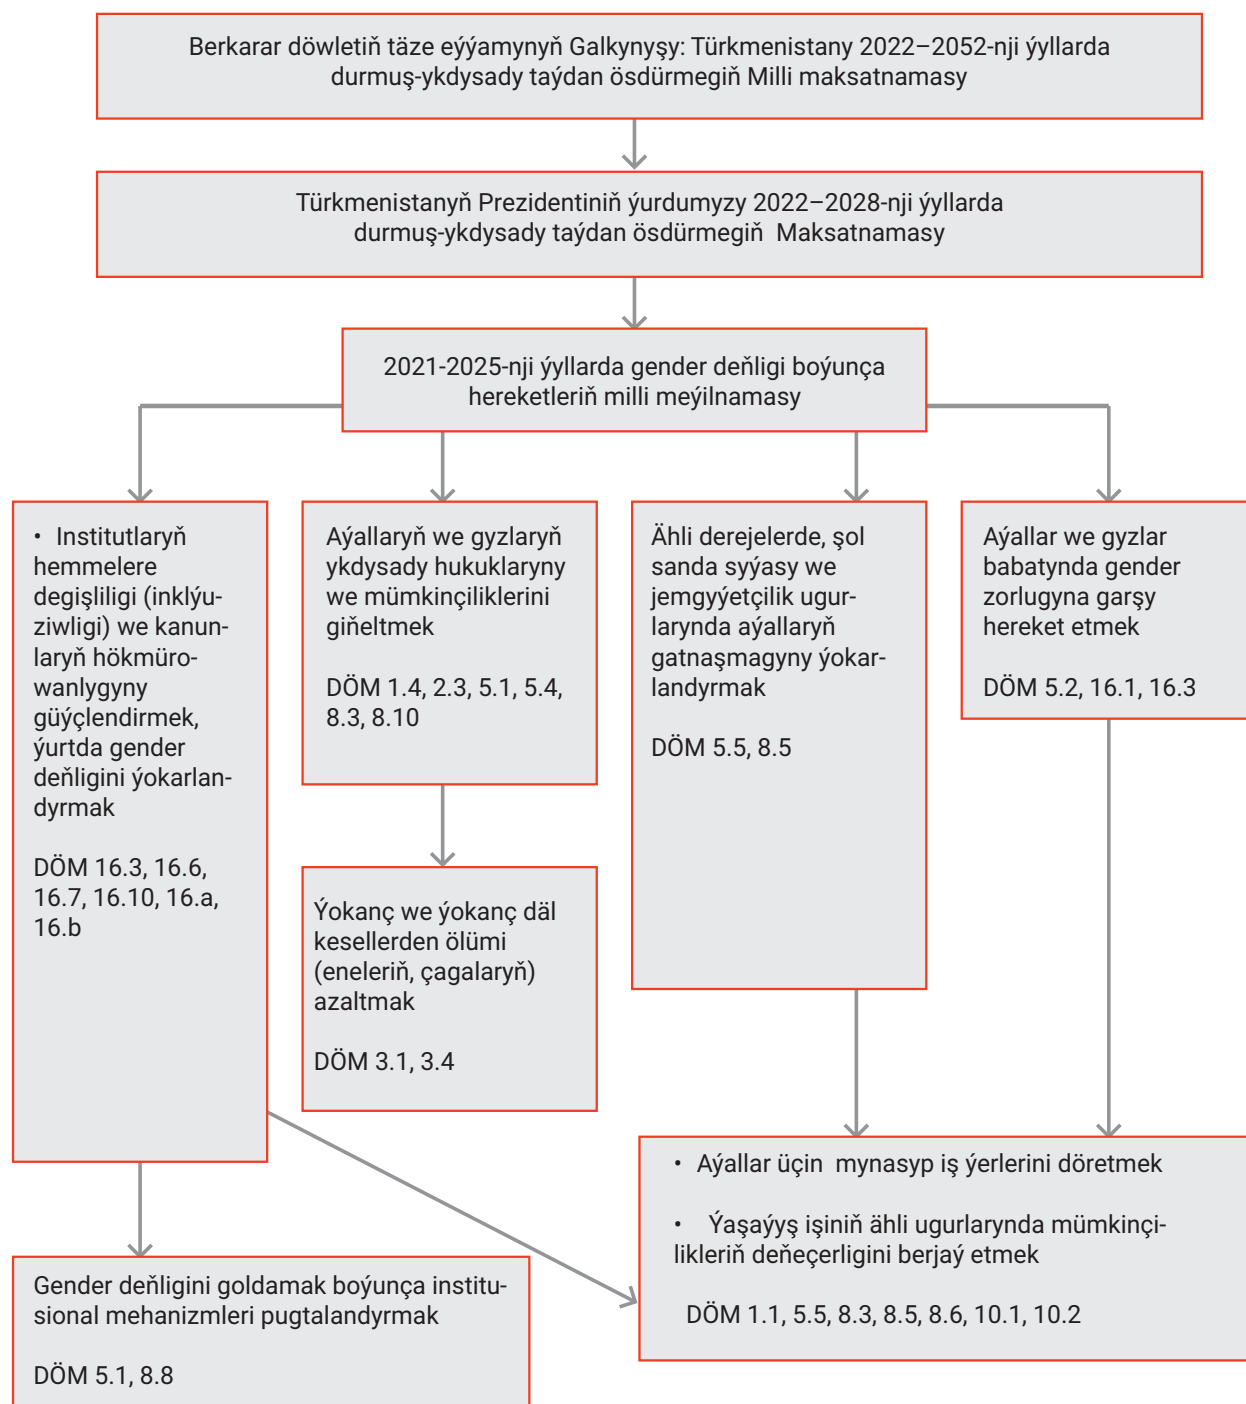 Berkarar döwletiň täze eýýamynyň Galkynyşy: Türkmenistany 2022–2052-nji ýyllarda
durmuş-ykdysady taýdan ösdürmegiň Milli maksatnamasy
Türkmenistanyň Prezidentiniň ýurdumyzy 2022–2028-nji ýyllarda
durmuş-ykdysady taýdan ösdürmegiň Maksatnamasy
2021-2025-nji ýyllarda gender deňligi boýunça
hereketleriň milli meýilnamasy
• Institutlaryň
hemmelere
degişliligi (inklýu-
ziwligi) we kanun-
laryň hökmüro-
wanlygyny
güýçlendirmek,
ýurtda gender
deňligini ýokarlan-
dyrmak
DÖM 16.3, 16.6,
16.7, 16.10, 16.a,
16.b
Aýallaryň we gyzlaryň
ykdysady hukuklaryny
we mümkinçiliklerini
giňeltmek
DÖM 1.4, 2.3, 5.1, 5.4,
8.3, 8.10
Ähli derejelerde, şol
sanda syýasy we
jemgyýetçilik ugur-
larynda aýallaryň
gatnaşmagyny ýokar-
landyrmak
DÖM 5.5, 8.5
Aýallar we gyzlar
babatynda gender
zorlugyna garşy
hereket etmek
DÖM 5.2, 16.1, 16.3
Ýokanç we ýokanç däl
kesellerden ölümi
(eneleriň, çagalaryň)
azaltmak
DÖM 3.1, 3.4
• Aýallar üçin mynasyp iş ýerlerini döretmek
• Ýaşaýyş işiniň ähli ugurlarynda mümkinçi-
likleriň deňeçerligini berjaý etmek
DÖM 1.1, 5.5, 8.3, 8.5, 8.6, 10.1, 10.2
Gender deňligini goldamak boýunça institu-
sional mehanizmleri pugtalandyrmak
DÖM 5.1, 8.8